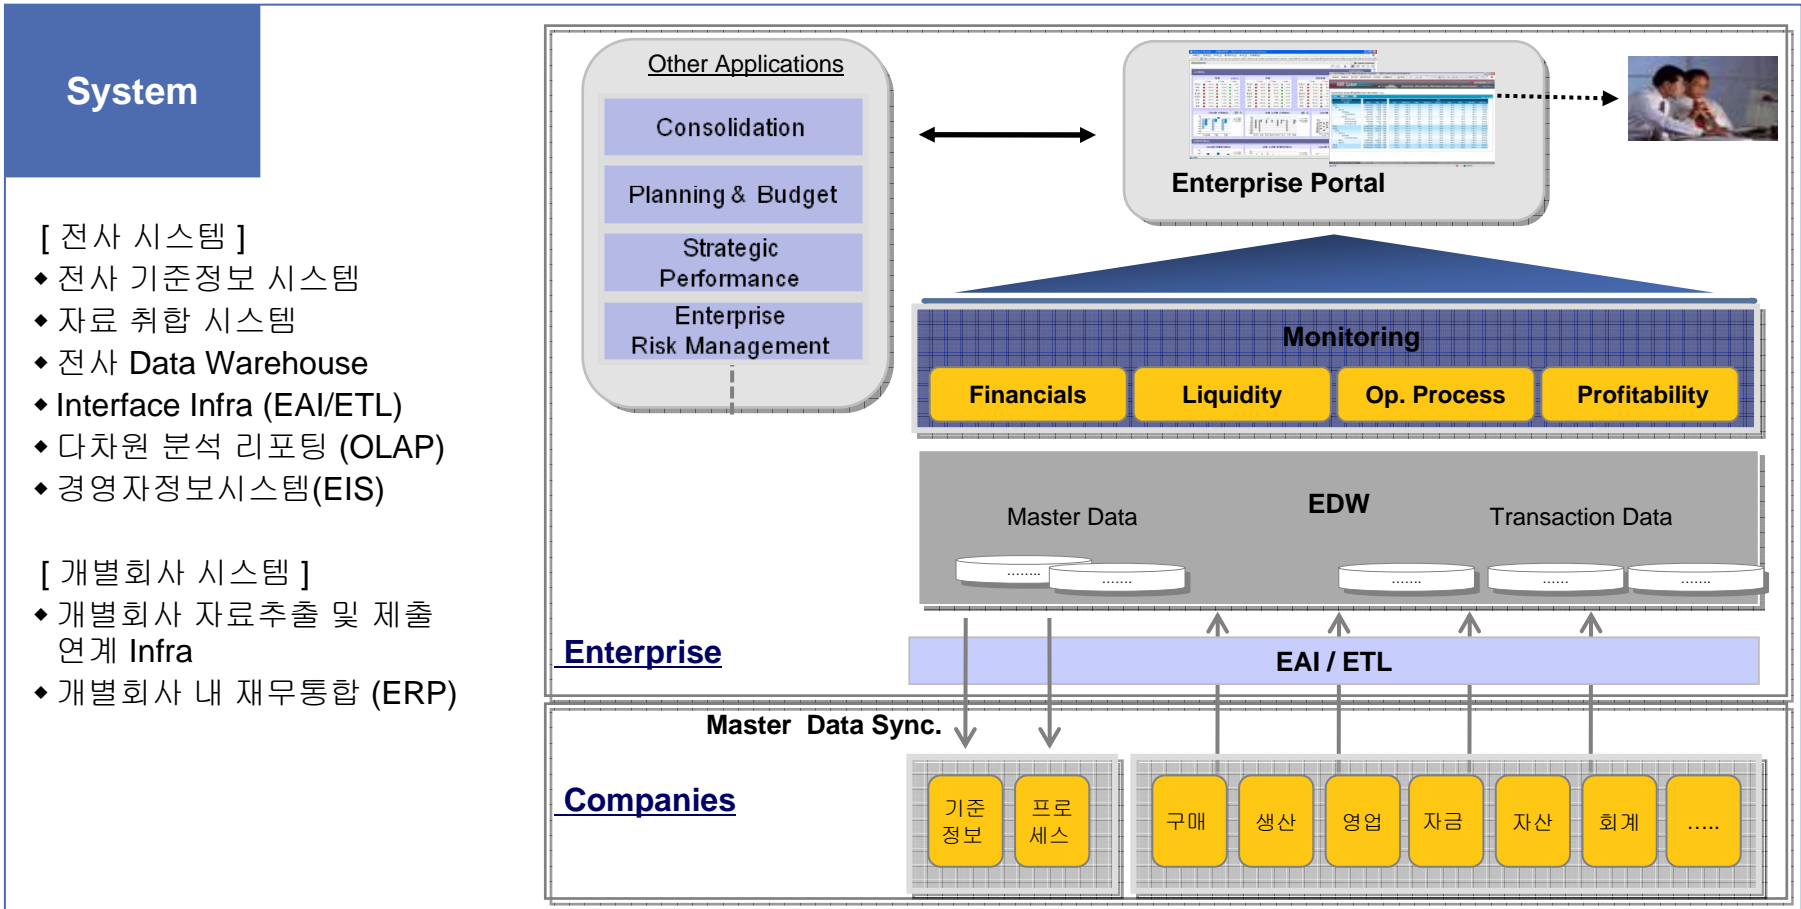 System
[ 전사 시스템 ]
◆ 전사 기준정보 시스템
◆ 자료 취합 시스템
◆ 전사 Data Warehouse
◆ Interface Infra (EAI/ETL)
◆ 다차원 분석 리포팅 (OLAP)
◆ 경영자정보시스템(EIS)
[ 개별회사 시스템 ]
◆ 개별회사 자료추출 및 제출
연계 Infra
◆ 개별회사 내 재무통합 (ERP)
Other Applications
Consolidation
Planning & Budget
Strategic
Performance
Enterprise
Risk Management
Enterprise Portal
Monitoring
Financials
Liquidity
Op. Process
Profitability
EDW
Master Data
Transaction Data
........
.......
.......
......
.......
Enterprise
EAI / ETL
Master Data Sync.
Companies
기준
정보
프로
세스
구매
생산
영업
자금
자산
회계
.....